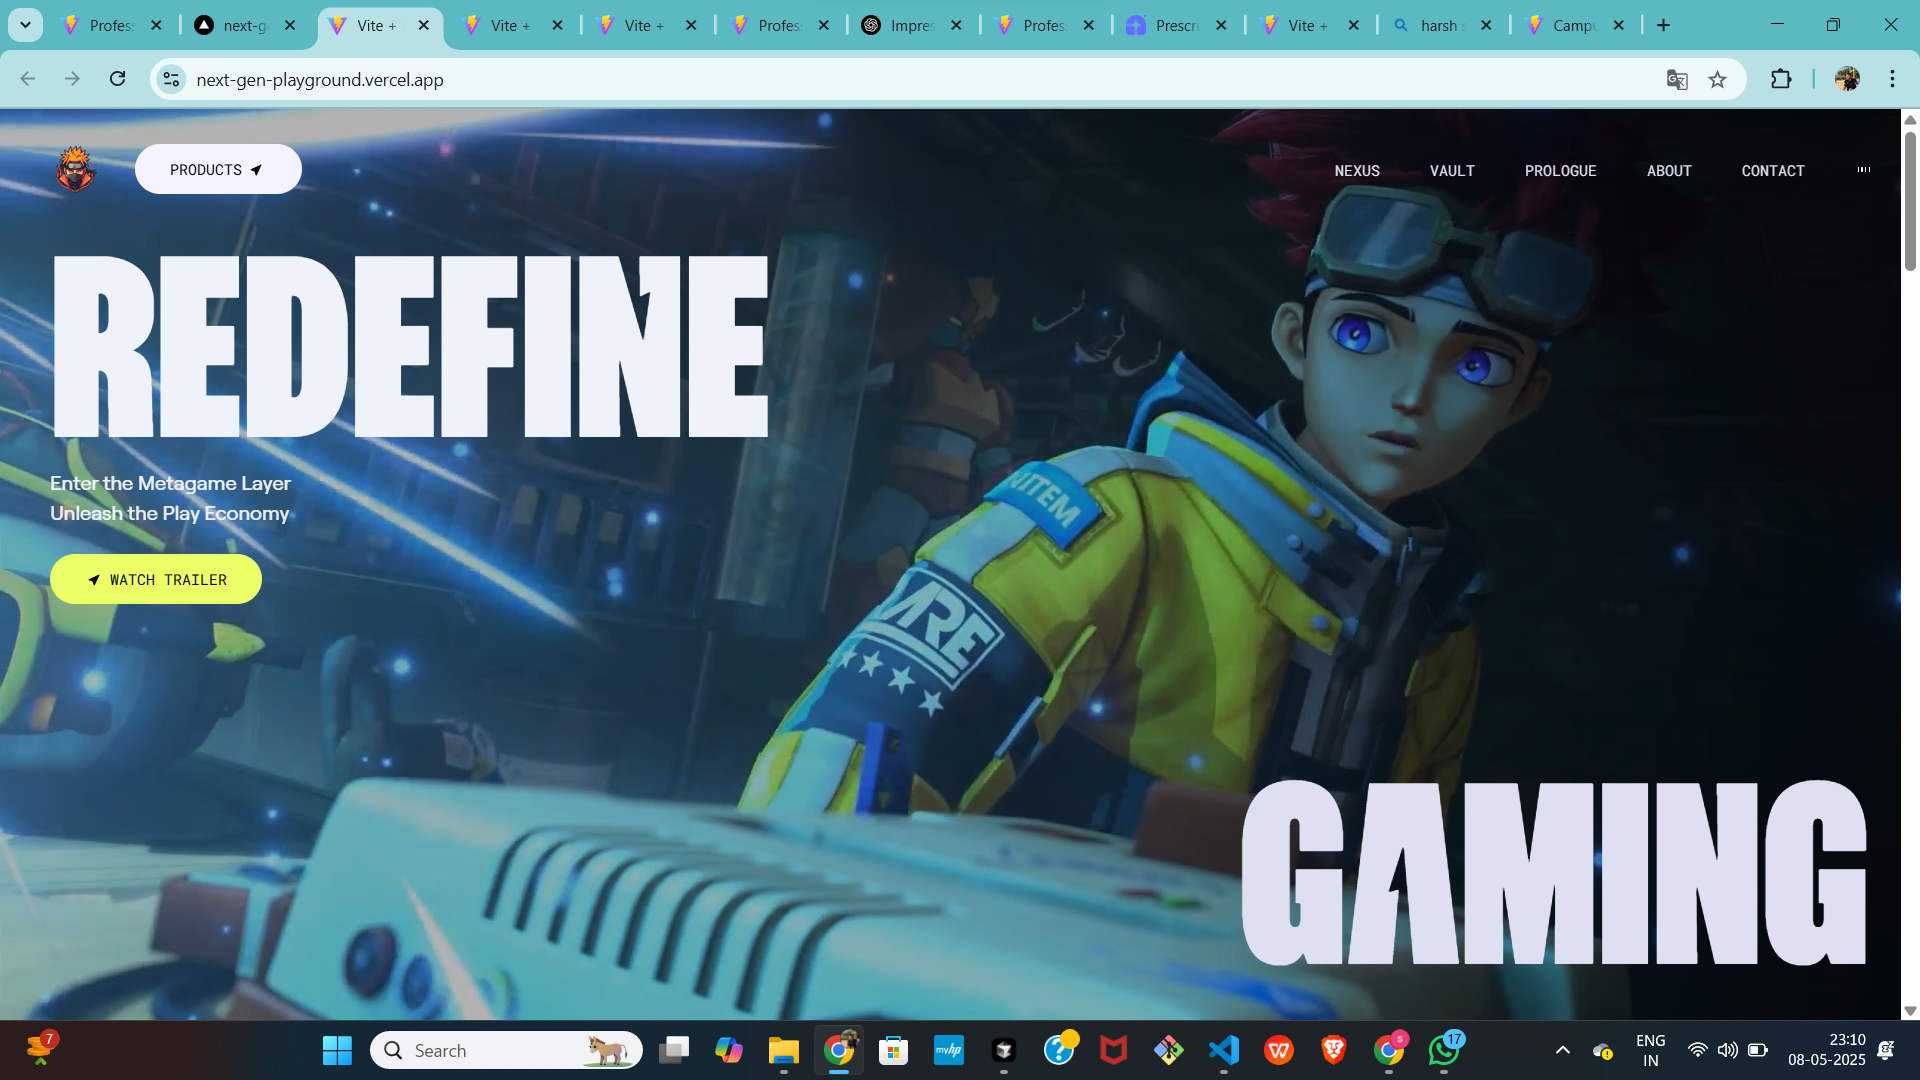 Profes
next-g
Vite +
Vite +
Vite +
Profes
Impres
Profes
Prescri
Vite +
harsh
Campu
next-gen-playground.vercel.app
PRODUCTS
NEXUS
VAULT
PROLOGUE
ABOUT
CONTACT
REDEFINE
Enter the Metagame Layer
Unleash the Play Economy
WATCH TRAILER
ARE
GAMING
7
Search
myhp
17
ENG
IN
23:10
08-05-2025